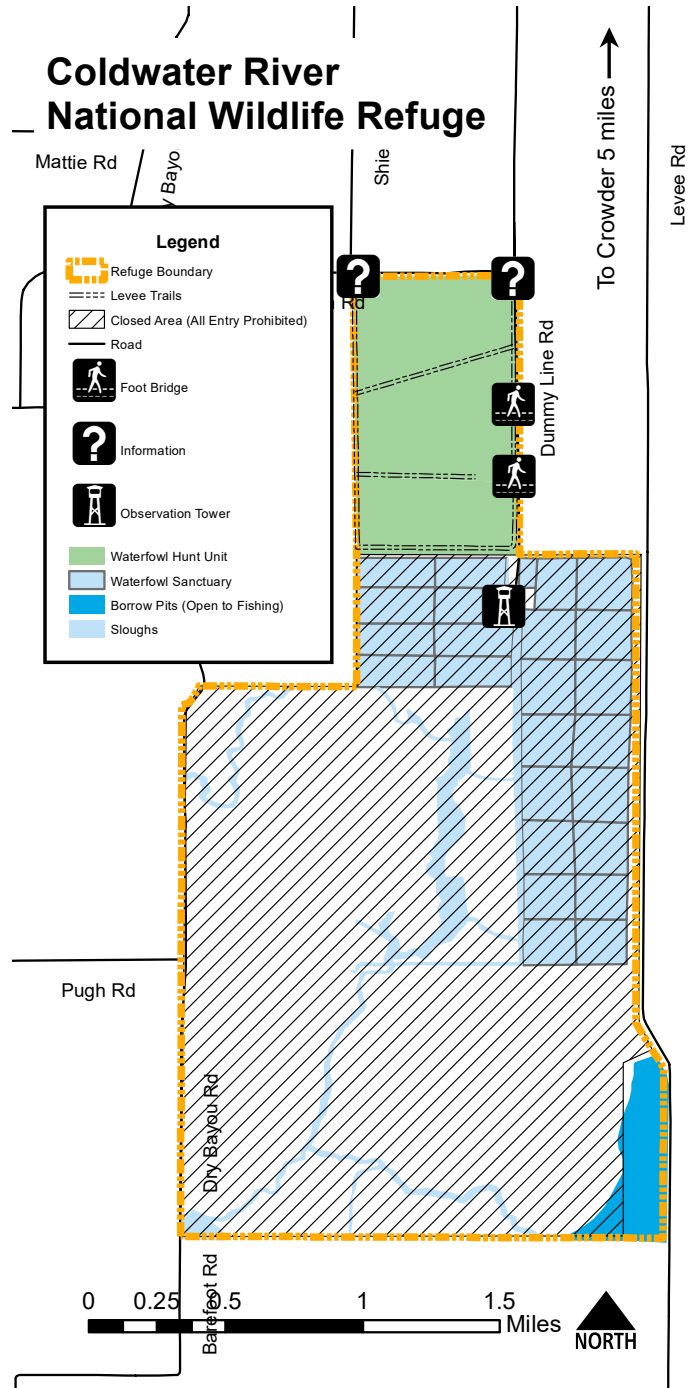 Coldwater River
National Wildlife Refuge
To Crowder 5 miles
Levee Rd
Mattie Rd
Shie
Rd
Legend
Refuge Boundary
Levee Trails
Closed Area (All Entry Prohibited)
Road
Foot Bridge
?
Information
Observation Tower
Waterfowl Hunt Unit
Waterfowl Sanctuary
Borrow Pits (Open to Fishing)
Sloughs
?
?
Dummy Line Rd
Pugh Rd
Dry Bayou Rd
Barefoot Rd
0 0.25 0.5 1 1.5
Miles
NORTH